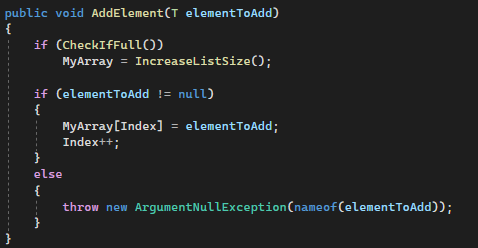 public void AddElement(T elementToAdd)
{
    if (CheckIfFull())
        MyArray = IncreaseListSize();

    if (elementToAdd != null)
    {
        MyArray[Index] = elementToAdd;
        Index++;
    }
    else
    {
        throw new ArgumentNullException(nameof(elementToAdd));
    }
}